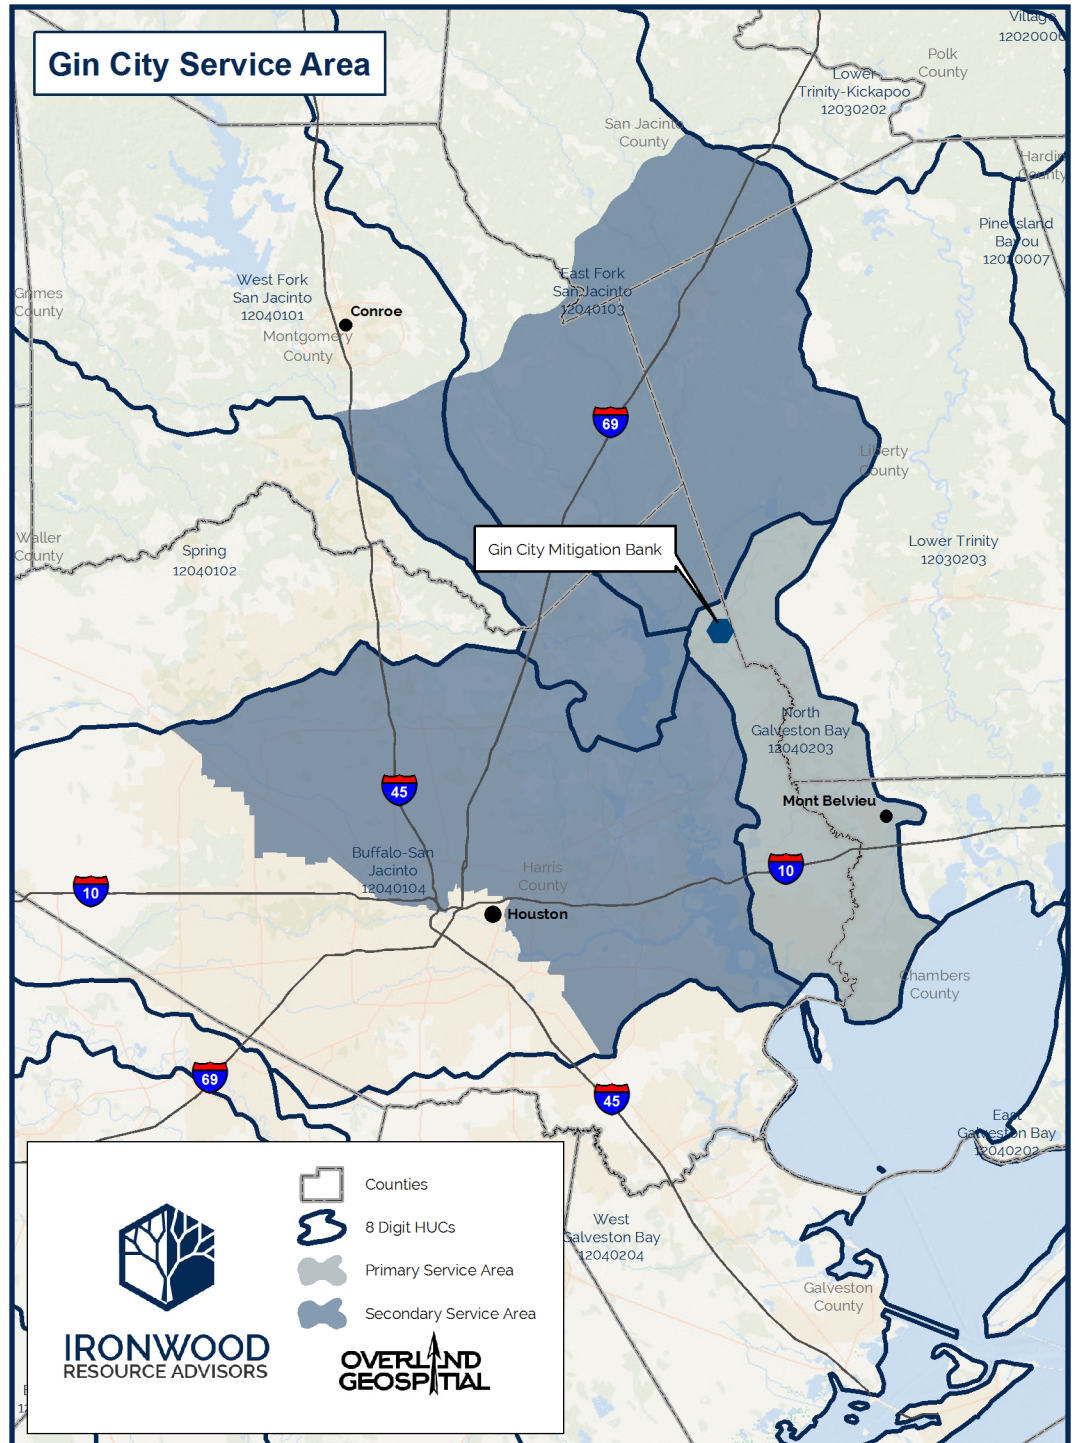 Gin City Service Area
Village
Polk
County
Lower
Trinity-Kickapoo
12030202
San Jacinto
County
Hardin
County
Pine Island
Bayou
12020007
West Fork
San Jacinto
12040101
East Fork
San Jacinto
12040103
Grimes
County
Conroe
Montgomery
County
69
Liberty
County
Waller
County
Spring
12040102
Gin City Mitigation Bank
Lower Trinity
12030203
North
Galveston Bay
12040203
45
Mont Belvieu
Buffalo-San
Jacinto
12040104
Harris
County
10
10
Houston
Chambers
County
69
45
East
Galveston Bay
12040202
West
Galveston Bay
12040204
Galveston
County
Counties
8 Digit HUCs
Primary Service Area
Secondary Service Area
IRONWOOD
RESOURCE ADVISORS
OVERLAND
GEOSPATIAL